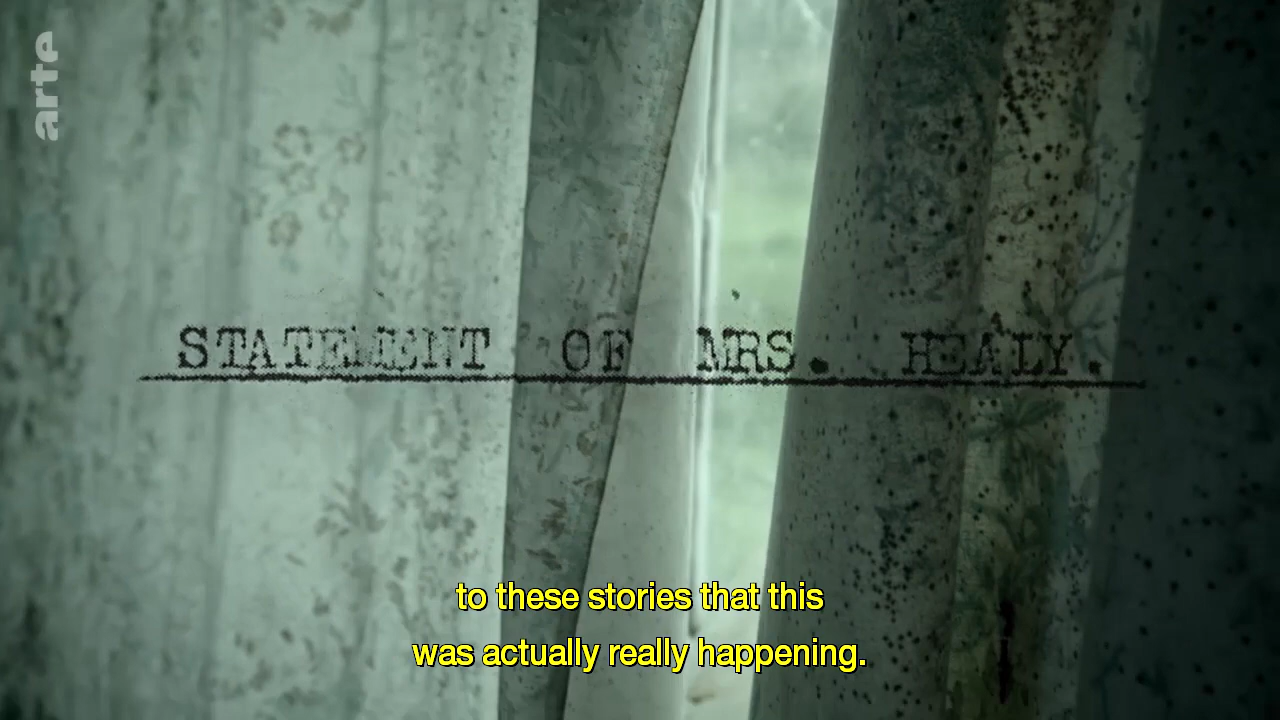 arte
STATEMENT OF MRS. HEALY.
to these stories that this
was actually really happening.